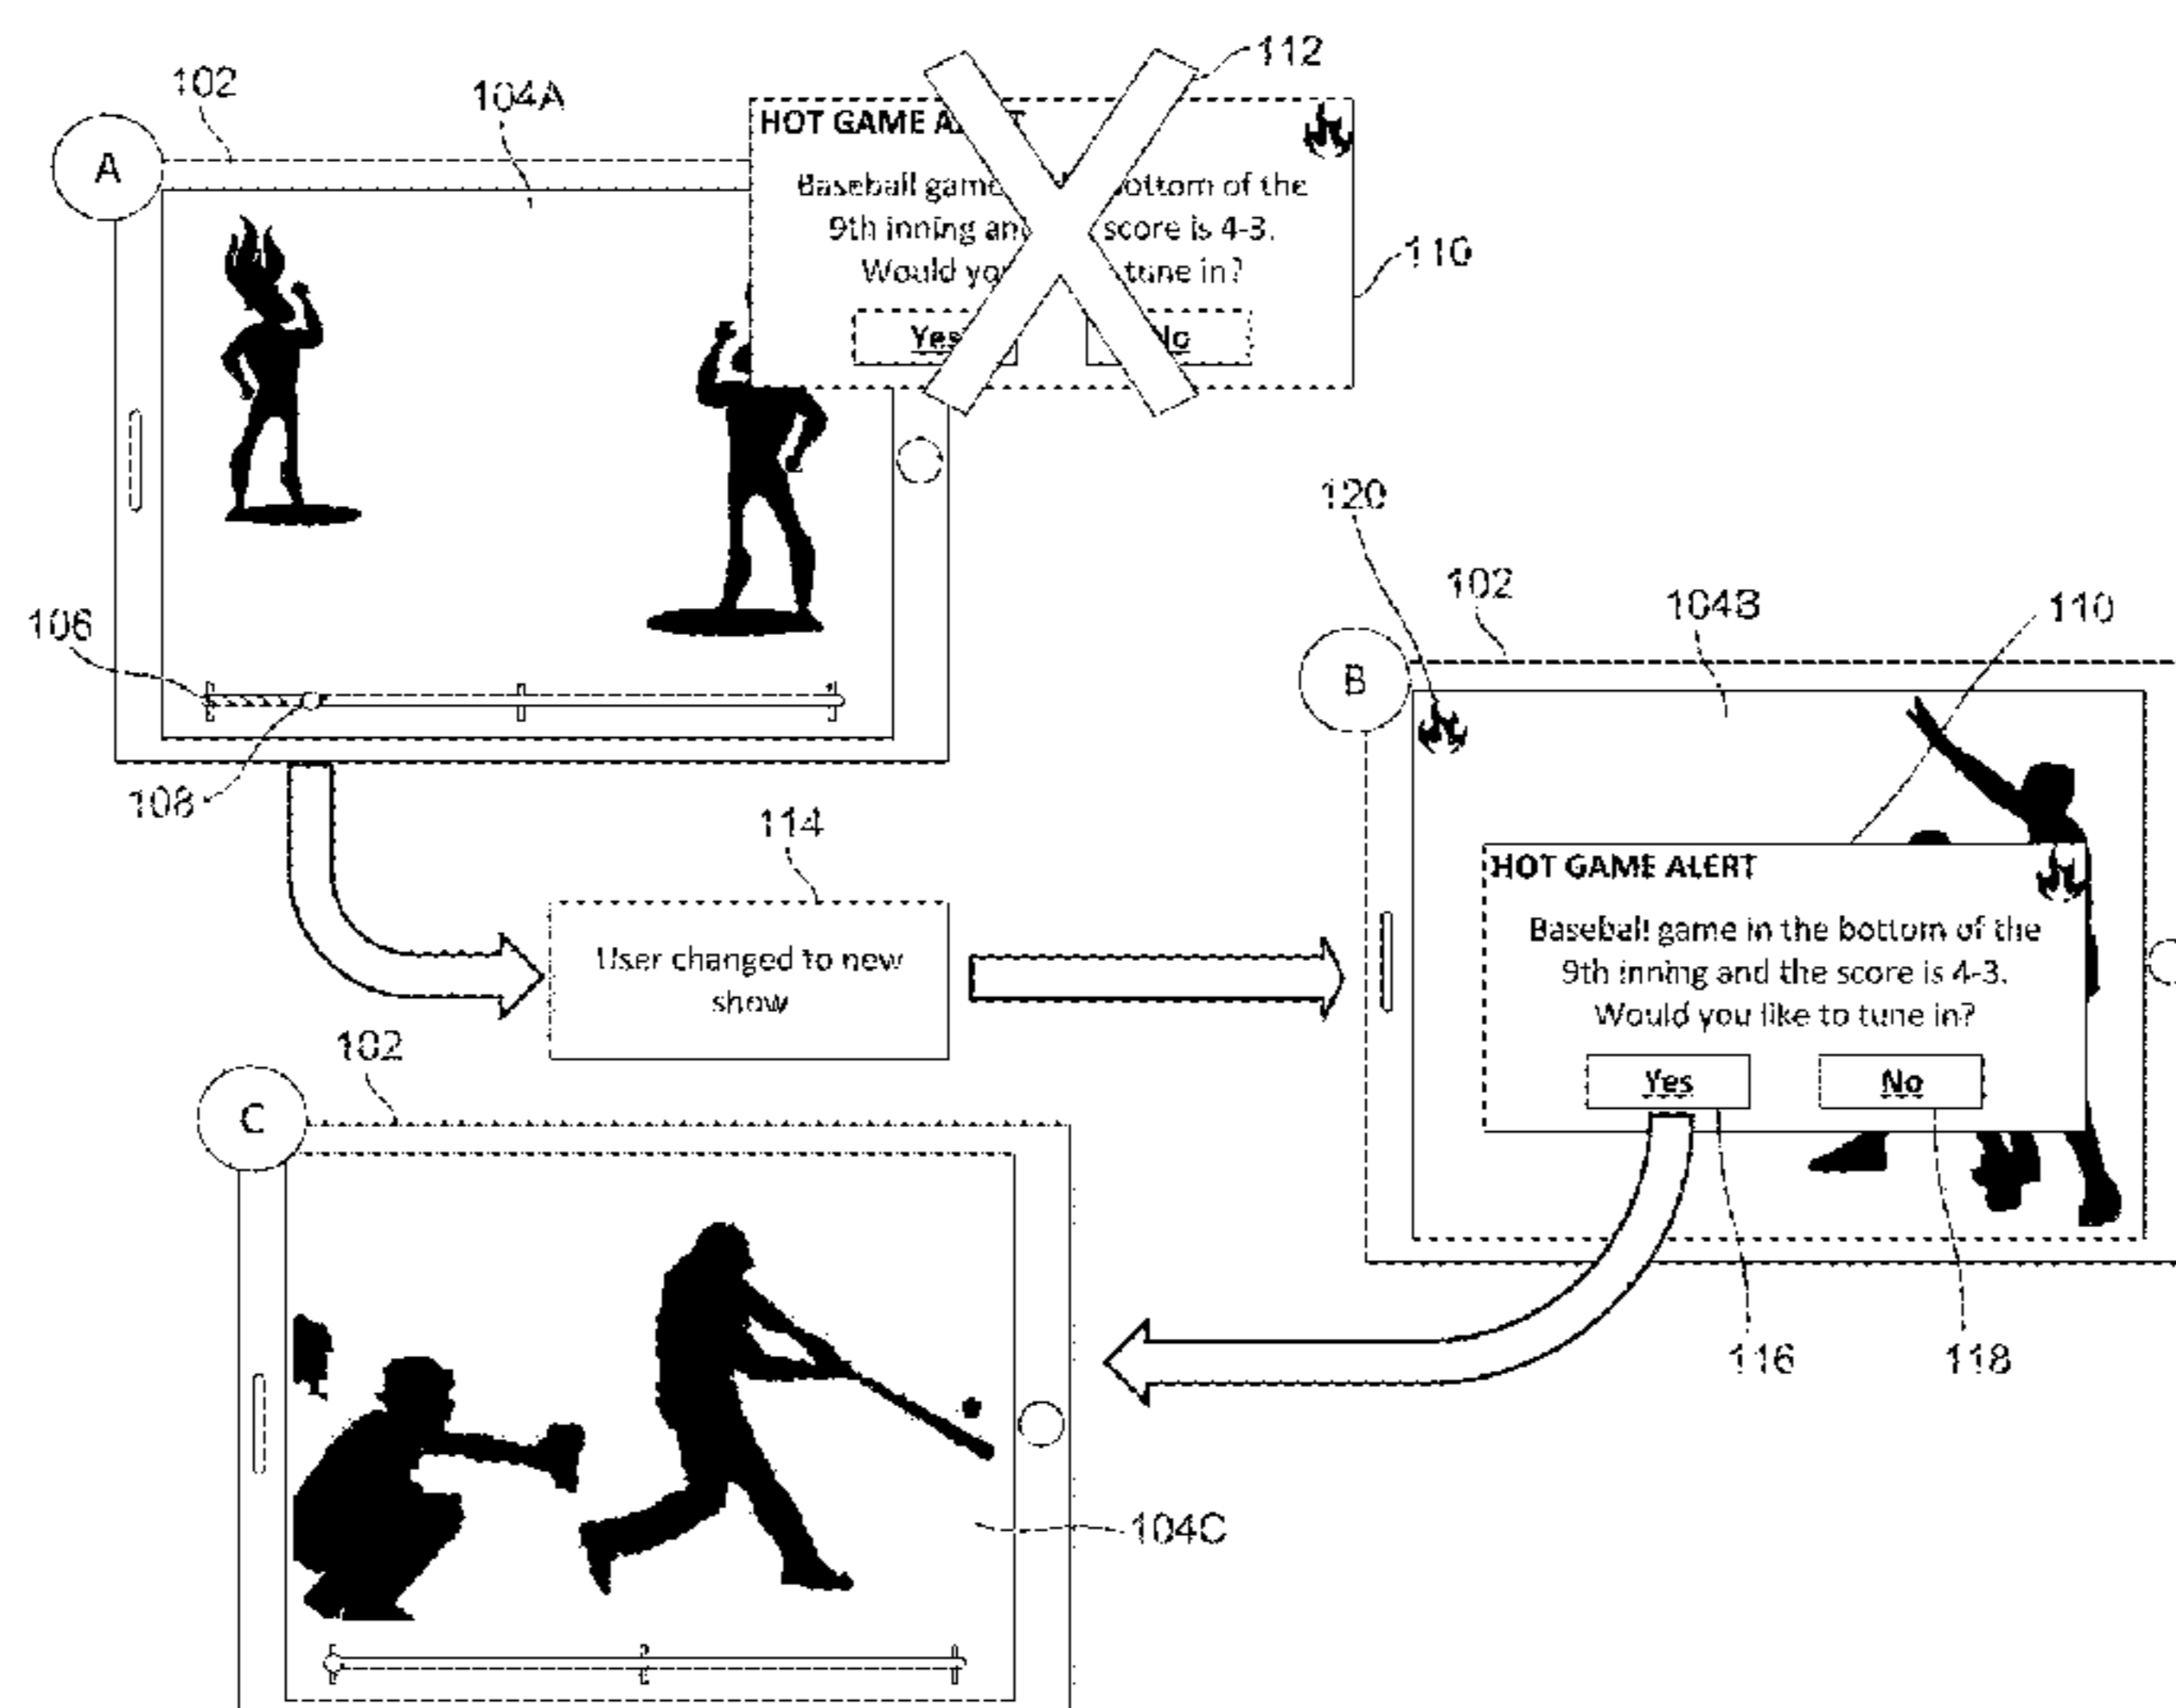 102
104A
112
A
HOT GAME A
T
Baseball game
ottom of the
9th inning an
score is 4-3.
Would yo
tune in?
110
Yes
No
106
108
114
User changed to new
show
120
102
104B
110
B
HOT GAME ALERT
Baseball game in the bottom of the
9th inning and the score is 4-3.
Would you like to tune in?
Yes
No
116
118
102
C
104C